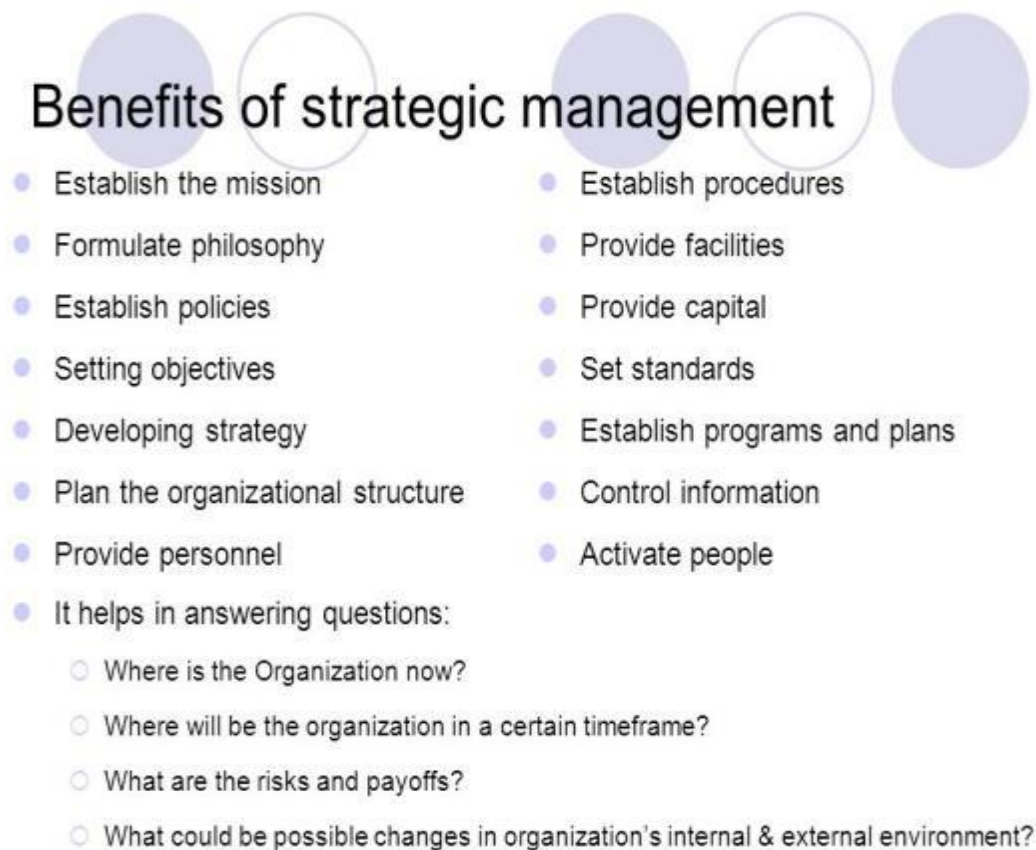 Benefits of strategic management
Establish the mission
Formulate philosophy
Establish policies
Setting objectives
Developing strategy
Plan the organizational structure
Provide personnel
It helps in answering questions:
Where is the Organization now?
Where will be the organization in a certain timeframe?
What are the risks and payoffs?
What could be possible changes in organization's internal & external environment?
Establish procedures
Provide facilities
Provide capital
Set standards
Establish programs and plans
Control information
Activate people